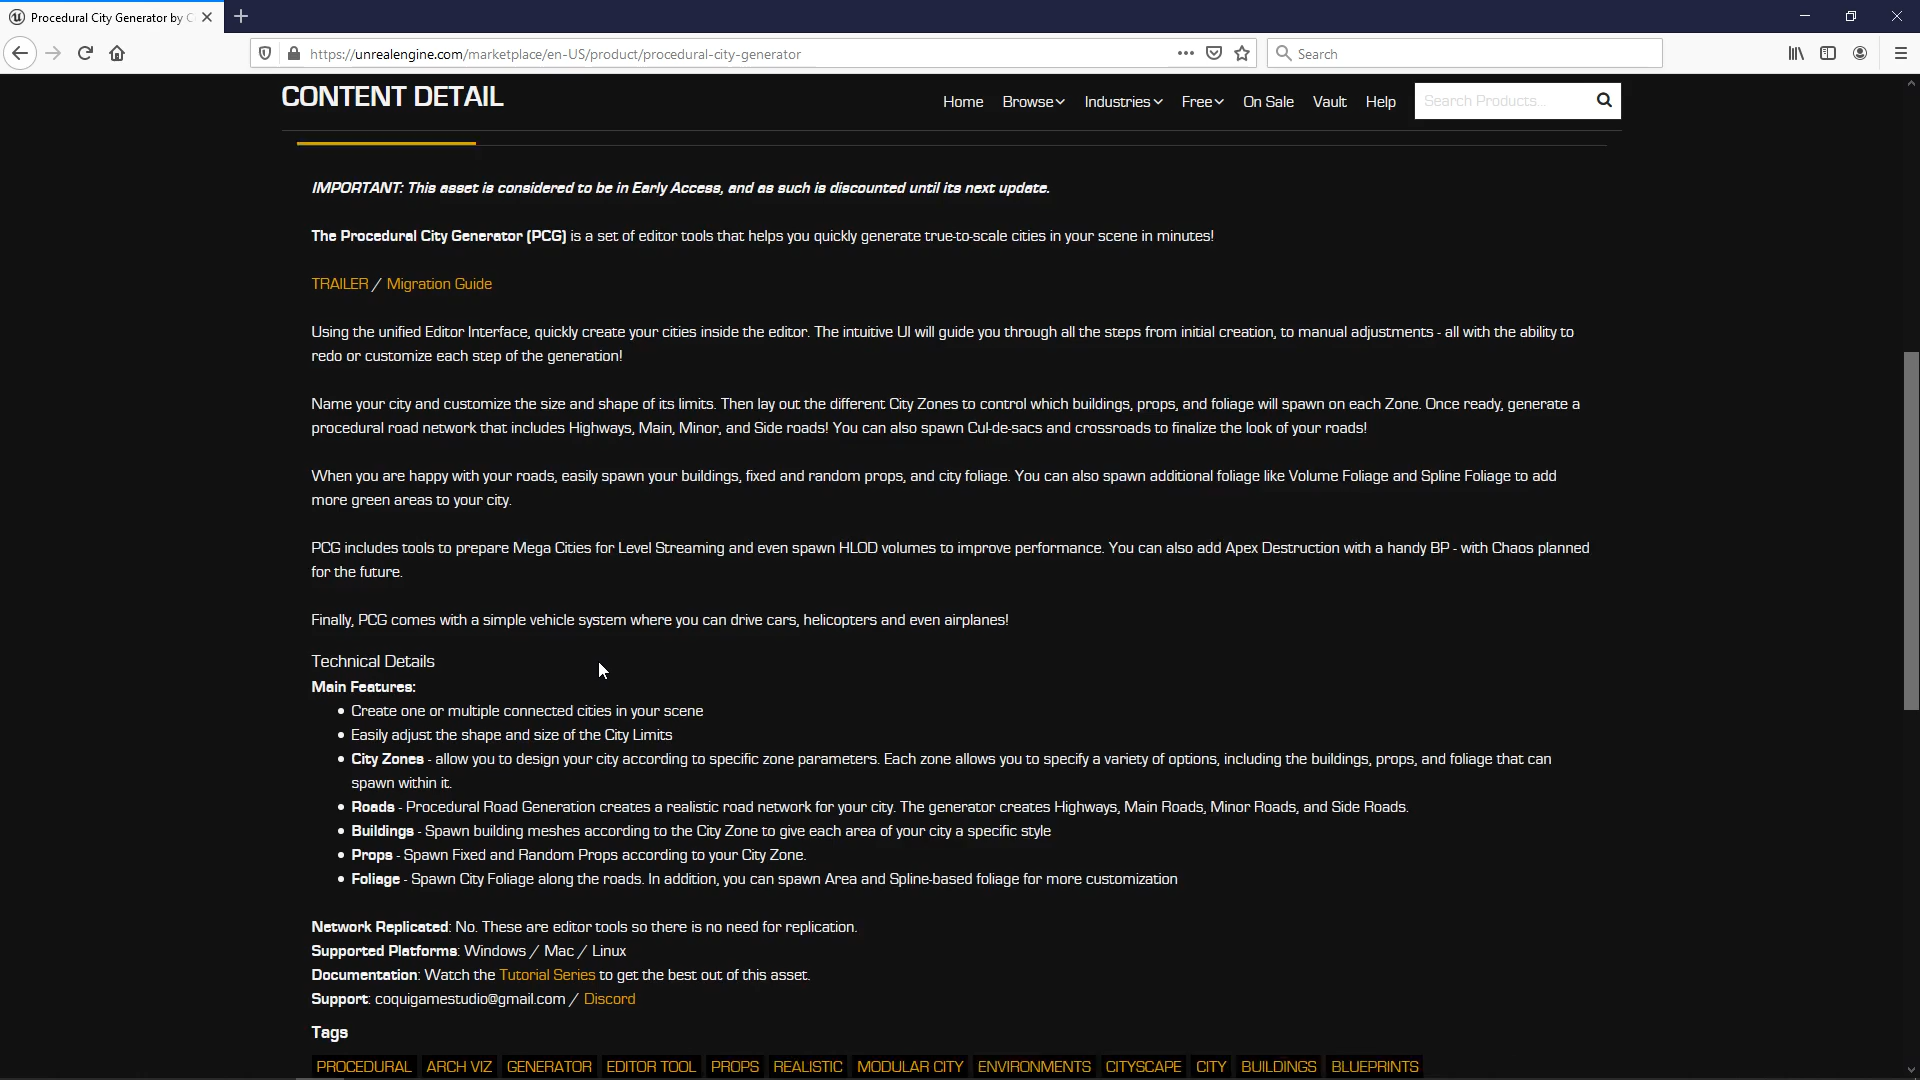 Procedural City Generator by C
https://unrealengine.com/marketplace/en-US/product/procedural-city-generator
Search
CONTENT DETAIL
Home Browse Industries Free On Sale Vault Help
Search Products...
IMPORTANT: This asset is considered to be in Early Access, and as such is discounted until its next update.
The Procedural City Generator (PCG) is a set of editor tools that helps you quickly generate true-to-scale cities in your scene in minutes!
TRAILER / Migration Guide
Using the unified Editor Interface, quickly create your cities inside the editor. The intuitive UI will guide you through all the steps from initial creation, to manual adjustments - all with the ability to
redo or customize each step of the generation!
Name your city and customize the size and shape of its limits. Then lay out the different City Zones to control which buildings, props, and foliage will spawn on each Zone. Once ready, generate a
procedural road network that includes Highways, Main, Minor, and Side roads! You can also spawn Cul-de-sacs and crossroads to finalize the look of your roads!
When you are happy with your roads, easily spawn your buildings, fixed and random props, and city foliage. You can also spawn additional foliage like Volume Foliage and Spline Foliage to add
more green areas to your city.
PCG includes tools to prepare Mega Cities for Level Streaming and even spawn HLOD volumes to improve performance. You can also add Apex Destruction with a handy BP - with Chaos planned
for the future.
Finally, PCG comes with a simple vehicle system where you can drive cars, helicopters and even airplanes!
Technical Details
Main Features:
• Create one or multiple connected cities in your scene
• Easily adjust the shape and size of the City Limits
• City Zones - allow you to design your city according to specific zone parameters. Each zone allows you to specify a variety of options, including the buildings, props, and foliage that can
spawn within it.
• Roads - Procedural Road Generation creates a realistic road network for your city. The generator creates Highways, Main Roads, Minor Roads, and Side Roads.
• Buildings - Spawn building meshes according to the City Zone to give each area of your city a specific style
• Props - Spawn Fixed and Random Props according to your City Zone.
• Foliage - Spawn City Foliage along the roads. In addition, you can spawn Area and Spline-based foliage for more customization
Network Replicated: No. These are editor tools so there is no need for replication.
Supported Platforms: Windows / Mac / Linux
Documentation: Watch the Tutorial Series to get the best out of this asset.
Support: coquigamestudio@gmail.com / Discord
Tags
PROCEDURAL ARCH VIZ GENERATOR EDITOR TOOL PROPS REALISTIC MODULAR CITY ENVIRONMENTS CITYSCAPE CITY BUILDINGS BLUEPRINTS